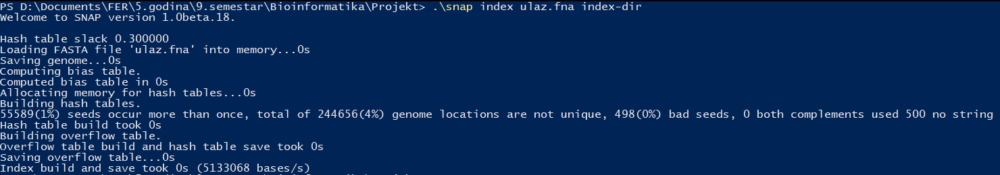 PS D:\Documents\FER\5.godina\9.semestar\Bioinformatika\Projekt> .\snap index ulaz.fna index-dir
Welcome to SNAP version 1.0beta.18.
Hash table slack 0.300000
Loading FASTA file 'ulaz.fna' into memory...0s
Saving genome...0s
Computing bias table.
Computed bias table in 0s
Allocating memory for hash tables...0s
Building hash tables.
55589(1%) seeds occur more than once, total of 244656(4%) genome locations are not unique, 498(0%) bad seeds, 0 both complements used 500 no string
Hash table build took 0s
Building overflow table.
Overflow table build and hash table save took 0s
Saving overflow table...0s
Index build and save took 0s (5133068 bases/s)